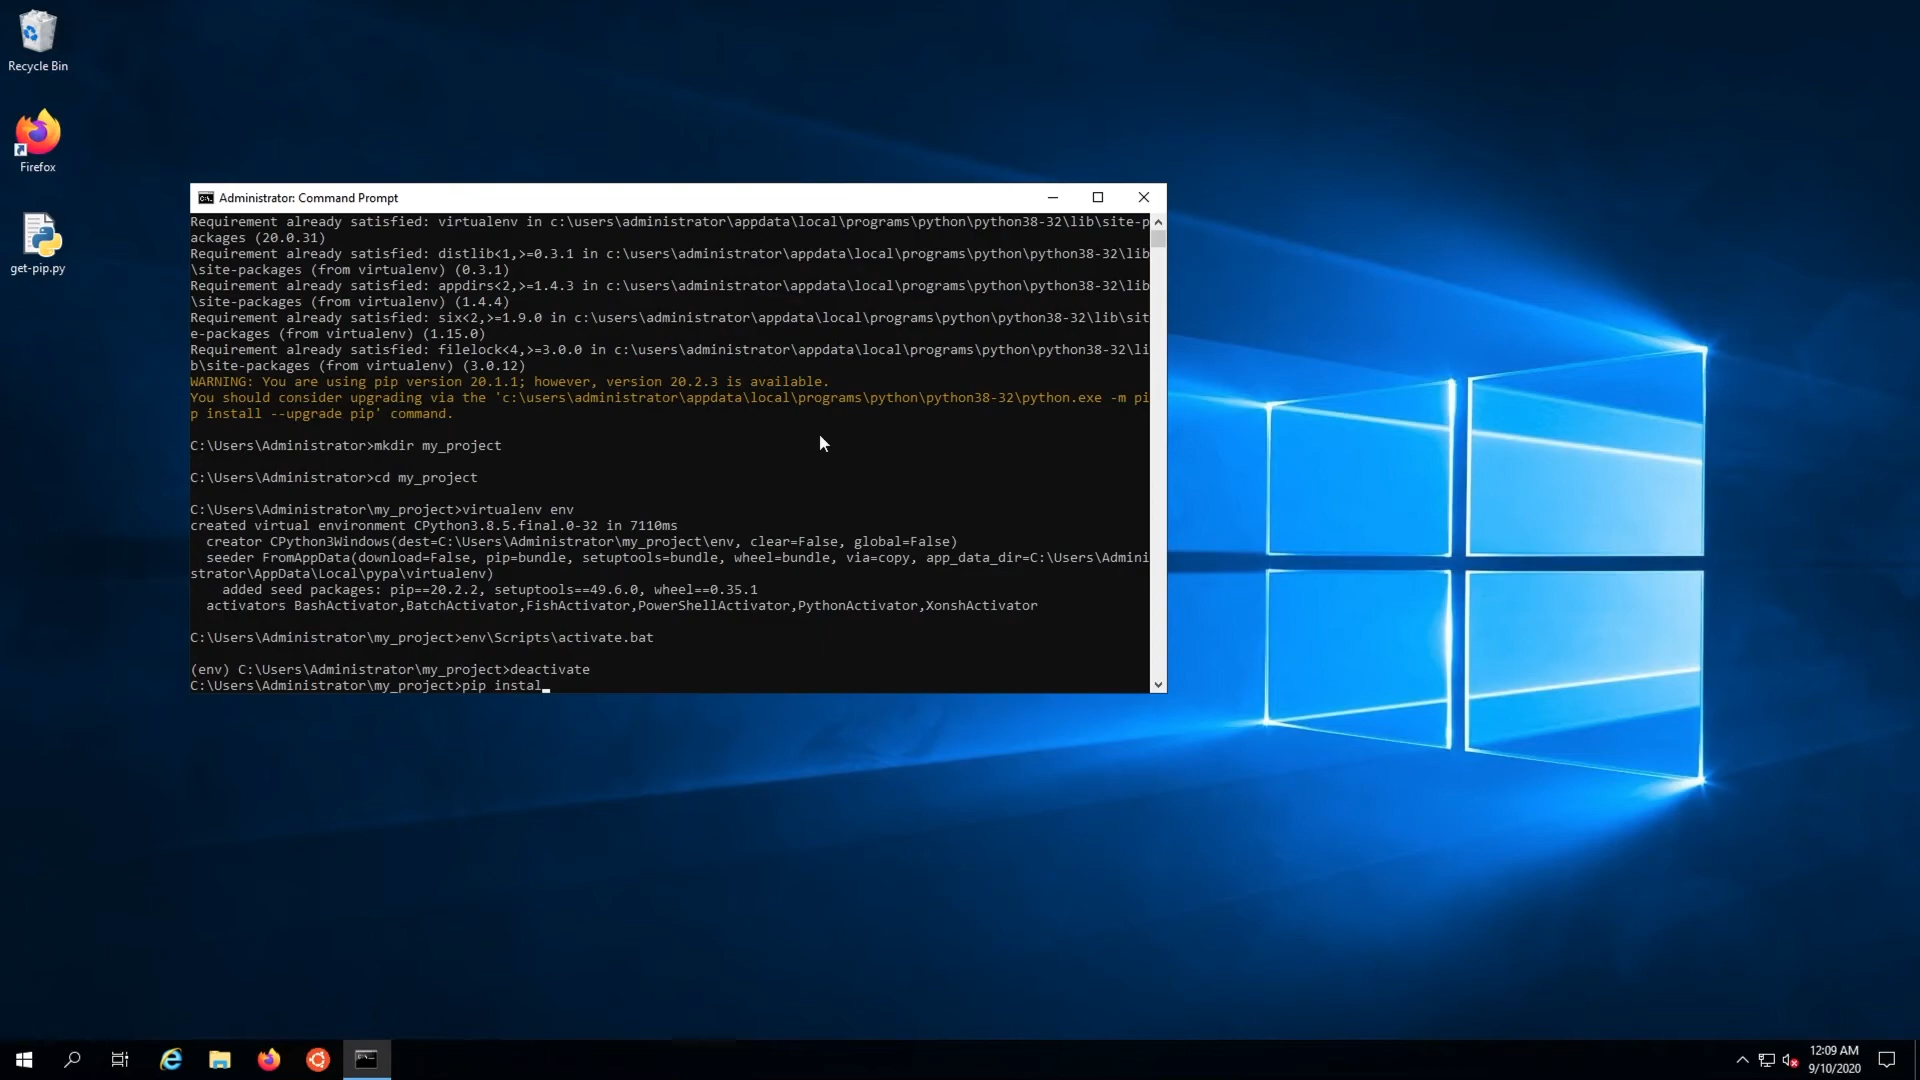 Recycle Bin
Firefox
get-pip.py
Administrator: Command Prompt
Requirement already satisfied: virtualenv in c:\users\administrator\appdata\local\programs\python\python38-32\lib\site-p
ackages (20.0.31)
Requirement already satisfied: distlib<1,>=0.3.1 in c:\users\administrator\appdata\local\programs\python\python38-32\lib
\site-packages (from virtualenv) (0.3.1)
Requirement already satisfied: appdirs<2,>=1.4.3 in c:\users\administrator\appdata\local\programs\python\python38-32\lib
\site-packages (from virtualenv) (1.4.4)
Requirement already satisfied: six<2,>=1.9.0 in c:\users\administrator\appdata\local\programs\python\python38-32\lib\sit
e-packages (from virtualenv) (1.15.0)
Requirement already satisfied: filelock<4,>=3.0.0 in c:\users\administrator\appdata\local\programs\python\python38-32\li
b\site-packages (from virtualenv) (3.0.12)
WARNING: You are using pip version 20.1.1; however, version 20.2.3 is available.
You should consider upgrading via the 'c:\users\administrator\appdata\local\programs\python\python38-32\python.exe -m pi
p install --upgrade pip' command.
C:\Users\Administrator>mkdir my_project
C:\Users\Administrator>cd my_project
C:\Users\Administrator\my_project>virtualenv env
created virtual environment CPython3.8.5.final.0-32 in 7110ms
creator CPython3Windows(dest=C:\Users\Administrator\my_project\env, clear=False, global=False)
seeder FromAppData(download=False, pip=bundle, setuptools=bundle, wheel=bundle, via=copy, app_data_dir=C:\Users\Admini
strator\AppData\Local\pypa\virtualenv)
added seed packages: pip==20.2.2, setuptools==49.6.0, wheel==0.35.1
activators BashActivator,BatchActivator,FishActivator,PowerShellActivator,PythonActivator,XonshActivator
C:\Users\Administrator\my_project>env\Scripts\activate.bat
(env) C:\Users\Administrator\my_project>deactivate
C:\Users\Administrator\my_project>pip instal
12:09 AM
9/10/2020